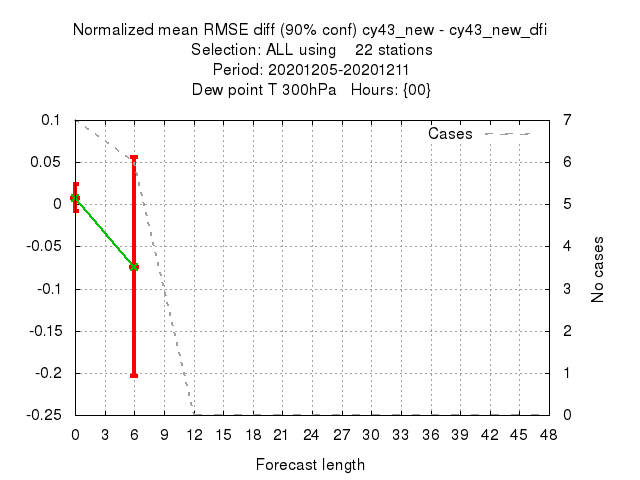 Normalized mean RMSE diff (90% conf) cy43_new - cy43_new_dfi
Selection: ALL using 22 stations
Period: 20201205-20201211
Dew point T 300hPa Hours: {00}
Cases
0.1
0.05
0
-0.05
-0.1
-0.15
-0.2
-0.25
7
6
5
4
3
2
1
0
No cases
0 3 6 9 12 15 18 21 24 27 30 33 36 39 42 45 48
Forecast length